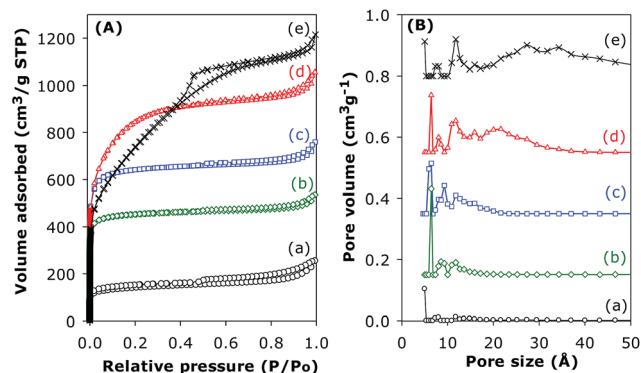 (A)
Volume adsorbed (cm³/g STP)
1200
1000
800
600
400
200
0
(e)
(d)
(c)
(b)
(a)
0.0 0.2 0.4 0.6 0.8 1.0
Relative pressure (P/P₀)
(B)
Pore volume (cm³g⁻¹)
1.0
0.8
0.6
0.4
0.2
0.0
(e)
(d)
(c)
(b)
(a)
0 10 20 30 40 50
Pore size (Å)